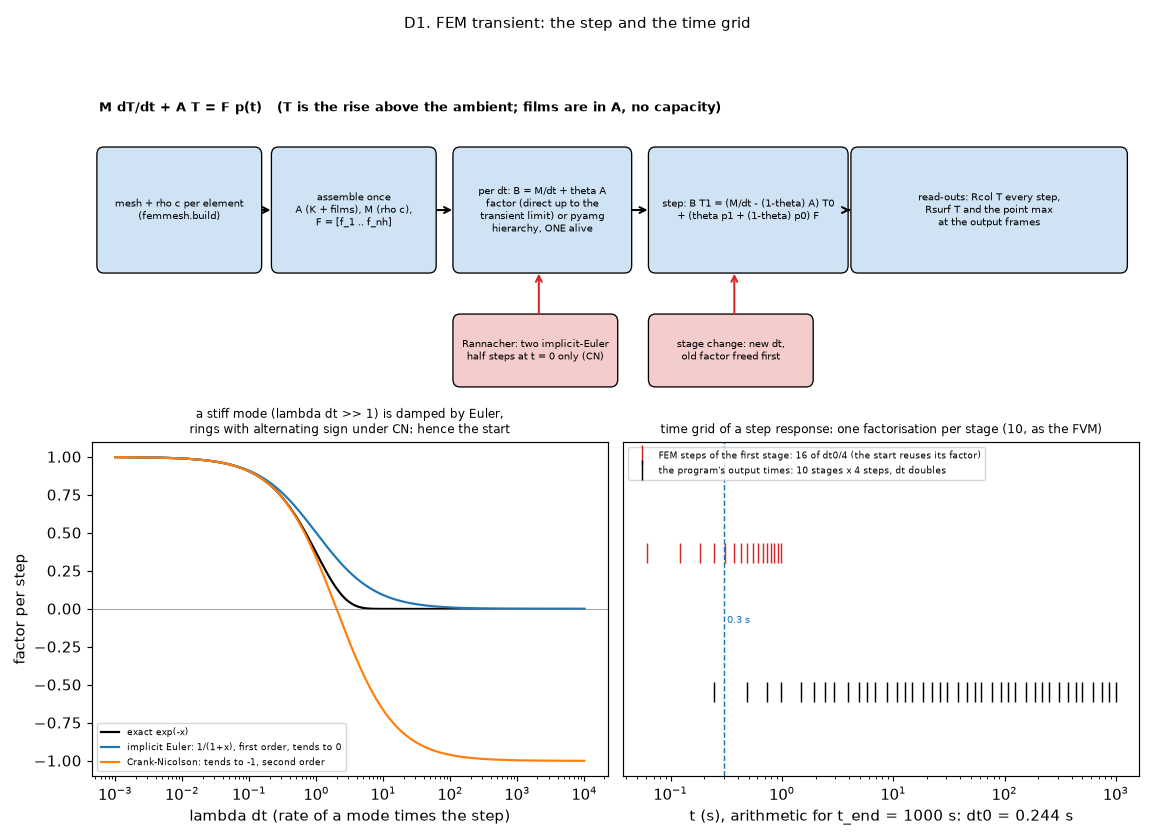 D1. FEM transient: the step and the time grid
M dT/dt + A T = F p(t)   (T is the rise above the ambient; films are in A, no capacity)
mesh + rho c per element
(femmesh.build)
assemble once
A (K + films), M (rho c),
F = [f_1 .. f_nh]
per dt: B = M/dt + theta A
factor (direct up to the
transient limit) or pyamg
hierarchy, ONE alive
step: B T1 = (M/dt - (1-theta) A) T0
+ (theta p1 + (1-theta) p0) F
read-outs: Rcol T every step,
Rsurf T and the point max
at the output frames
Rannacher: two implicit-Euler
half steps at t = 0 only (CN)
stage change: new dt,
old factor freed first
a stiff mode (lambda dt >> 1) is damped by Euler,
rings with alternating sign under CN: hence the start
factor per step
1.00
0.75
0.50
0.25
0.00
−0.25
−0.50
−0.75
−1.00
exact exp(-x)
implicit Euler: 1/(1+x), first order, tends to 0
Crank-Nicolson: tends to -1, second order
10⁻³
10⁻²
10⁻¹
10⁰
10¹
10²
10³
10⁴
lambda dt (rate of a mode times the step)
time grid of a step response: one factorisation per stage (10, as the FVM)
FEM steps of the first stage: 16 of dt0/4 (the start reuses its factor)
the program's output times: 10 stages x 4 steps, dt doubles
0.3 s
10⁻¹
10⁰
10¹
10²
10³
t (s), arithmetic for t_end = 1000 s: dt0 = 0.244 s